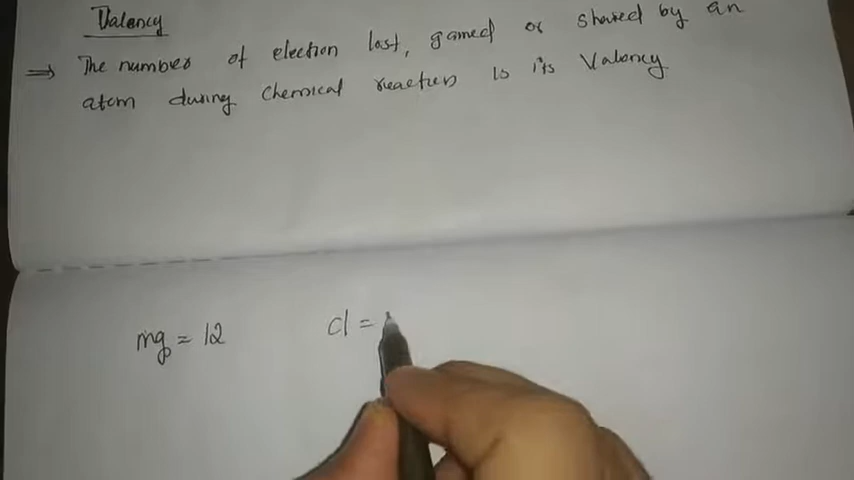 Valency
⇒ The number of election lost, gained or shared by an
atom during chemical reaction is its Valency
mg = 12 Cl =